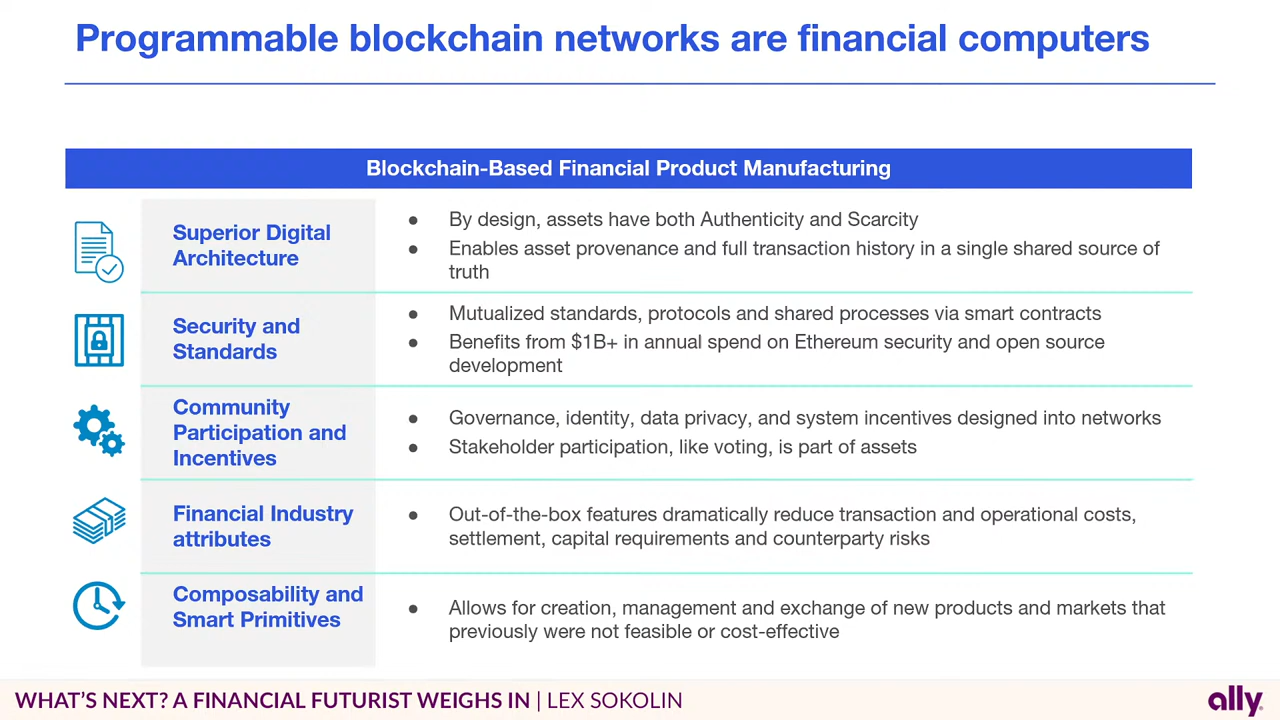 Programmable blockchain networks are financial computers
Blockchain-Based Financial Product Manufacturing
Superior Digital
Architecture
● By design, assets have both Authenticity and Scarcity
● Enables asset provenance and full transaction history in a single shared source of
truth
Security and
Standards
● Mutualized standards, protocols and shared processes via smart contracts
● Benefits from $1B+ in annual spend on Ethereum security and open source
development
Community
Participation and
Incentives
● Governance, identity, data privacy, and system incentives designed into networks
● Stakeholder participation, like voting, is part of assets
Financial Industry
attributes
● Out-of-the-box features dramatically reduce transaction and operational costs,
settlement, capital requirements and counterparty risks
Composability and
Smart Primitives
● Allows for creation, management and exchange of new products and markets that
previously were not feasible or cost-effective
WHAT'S NEXT? A FINANCIAL FUTURIST WEIGHS IN | LEX SOKOLIN
ally